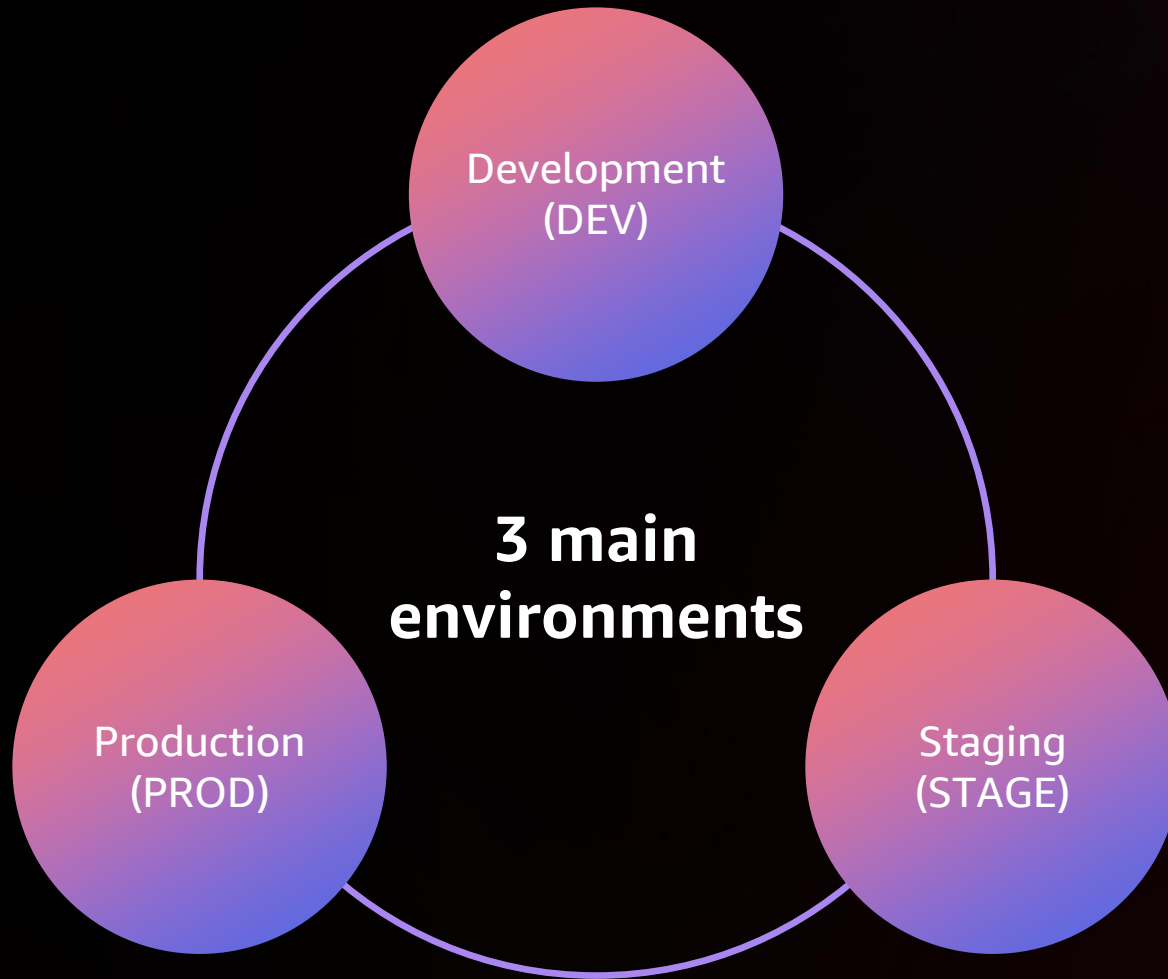 Development
(DEV)
3 main
environments
Production
(PROD)
Staging
(STAGE)